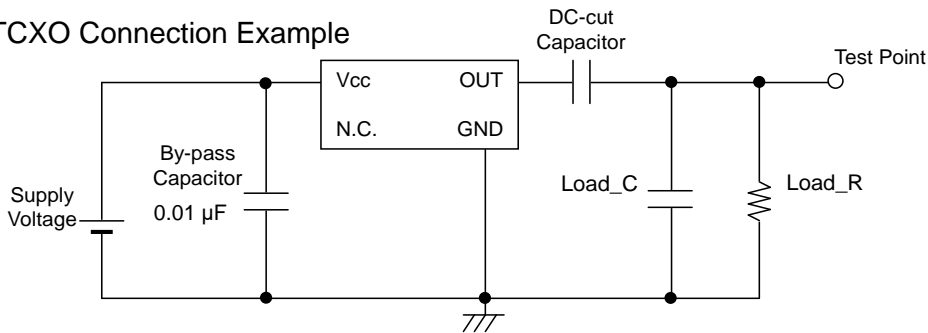 TCXO Connection Example
DC-cut
Capacitor
Test Point
Vcc
OUT
N.C.
GND
By-pass
Capacitor
0.01 µF
Supply
Voltage
Load_C
Load_R